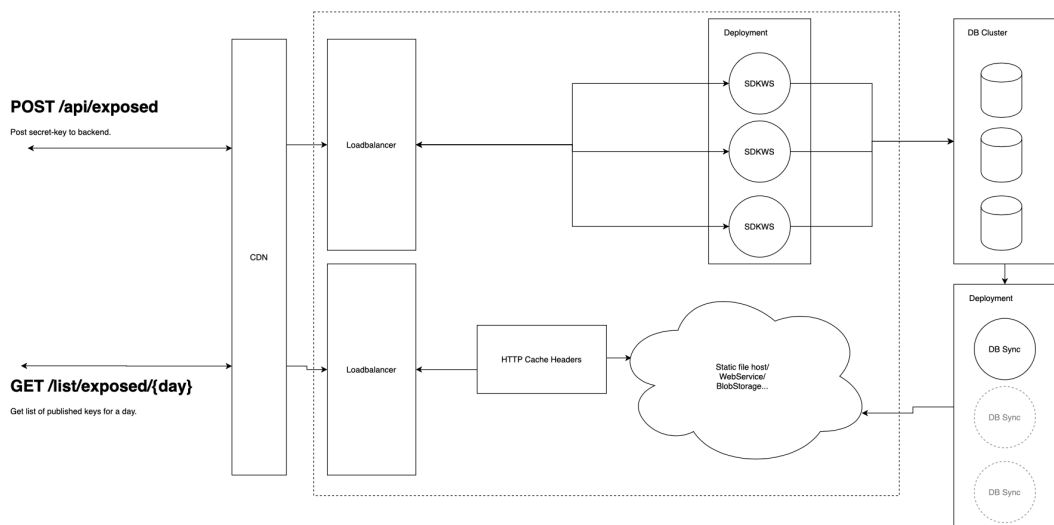 Deployment
DB Cluster
SDKWS
POST /api/exposed
Post secret-key to backend.
Loadbalancer
SDKWS
SDKWS
CDN
Deployment
HTTP Cache Headers
Static file host/
WebService/
BlobStorage...
DB Sync
Loadbalancer
GET /list/exposed/{day}
Get list of published keys for a day.
DB Sync
DB Sync